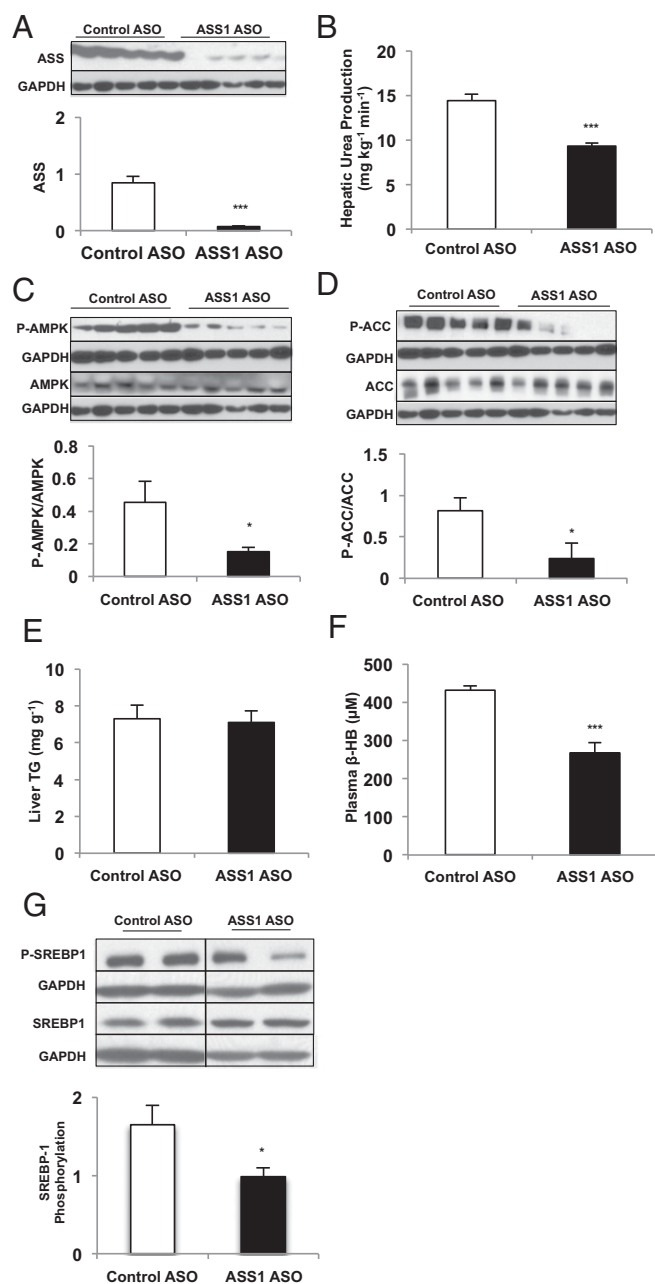 A
Control ASO ASS1 ASO
ASS
GAPDH
2
1
0
ASS
***
Control ASO ASS1 ASO
B
20
15
10
5
0
Hepatic Urea Production
(mg kg⁻¹ min⁻¹)
***
Control ASO ASS1 ASO
C
Control ASO ASS1 ASO
P-AMPK
GAPDH
AMPK
GAPDH
0.8
0.6
0.4
0.2
0
P-AMPK/AMPK
*
Control ASO ASS1 ASO
D
Control ASO ASS1 ASO
P-ACC
GAPDH
ACC
GAPDH
1.5
1
0.5
0
P-ACC/ACC
*
Control ASO ASS1 ASO
E
10
8
6
4
2
0
Liver TG (mg g⁻¹)
Control ASO ASS1 ASO
F
500
400
300
200
100
0
Plasma β-HB (µM)
***
Control ASO ASS1 ASO
G
Control ASO ASS1 ASO
P-SREBP1
GAPDH
SREBP1
GAPDH
2
1
0
SREBP-1
Phosphorylation
*
Control ASO ASS1 ASO